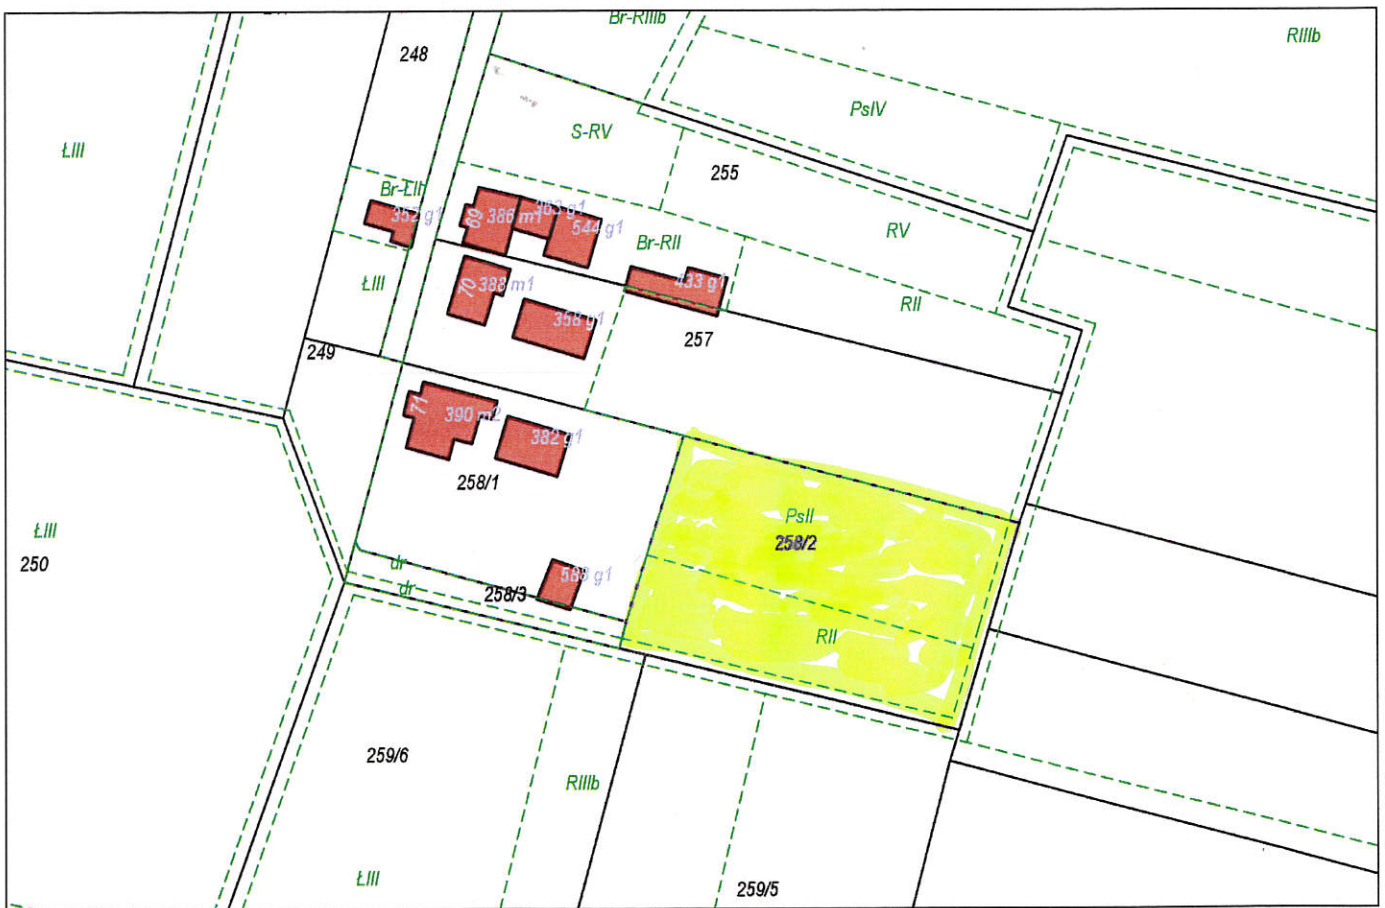 Br-RIIIb
RIIIb
248
PsIV
S-RV
ŁIII
255
Br-ŁIII
352 g1
69
386 m1
383 g1
544 g1
RV
Br-RII
433 g1
ŁIII
70
388 m1
RII
358 g1
257
249
71
390 m2
382 g1
258/1
PsII
258/2
ŁIII
250
dr
588 g1
dr
258/3
RII
259/6
RIIIb
ŁIII
259/5